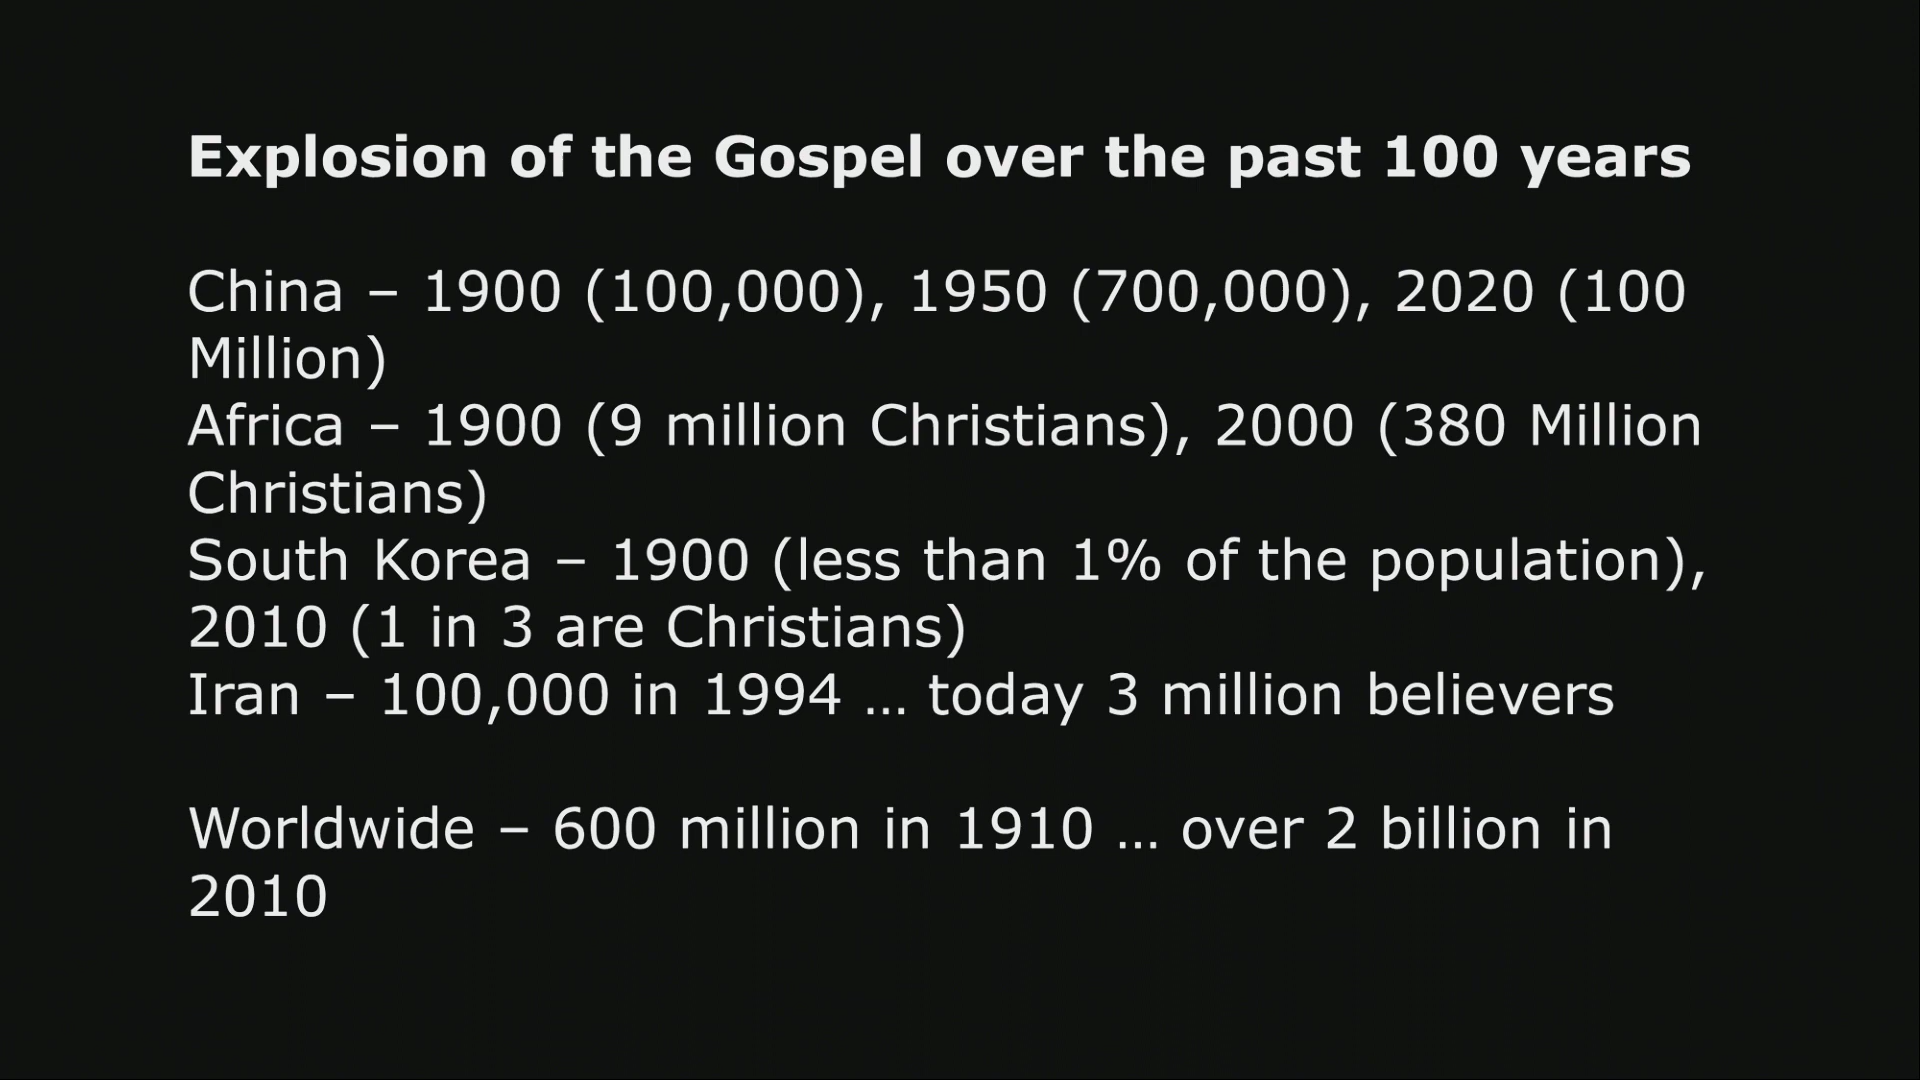 Explosion of the Gospel over the past 100 years
China – 1900 (100,000), 1950 (700,000), 2020 (100
Million)
Africa – 1900 (9 million Christians), 2000 (380 Million
Christians)
South Korea – 1900 (less than 1% of the population),
2010 (1 in 3 are Christians)
Iran – 100,000 in 1994 … today 3 million believers
Worldwide – 600 million in 1910 … over 2 billion in
2010